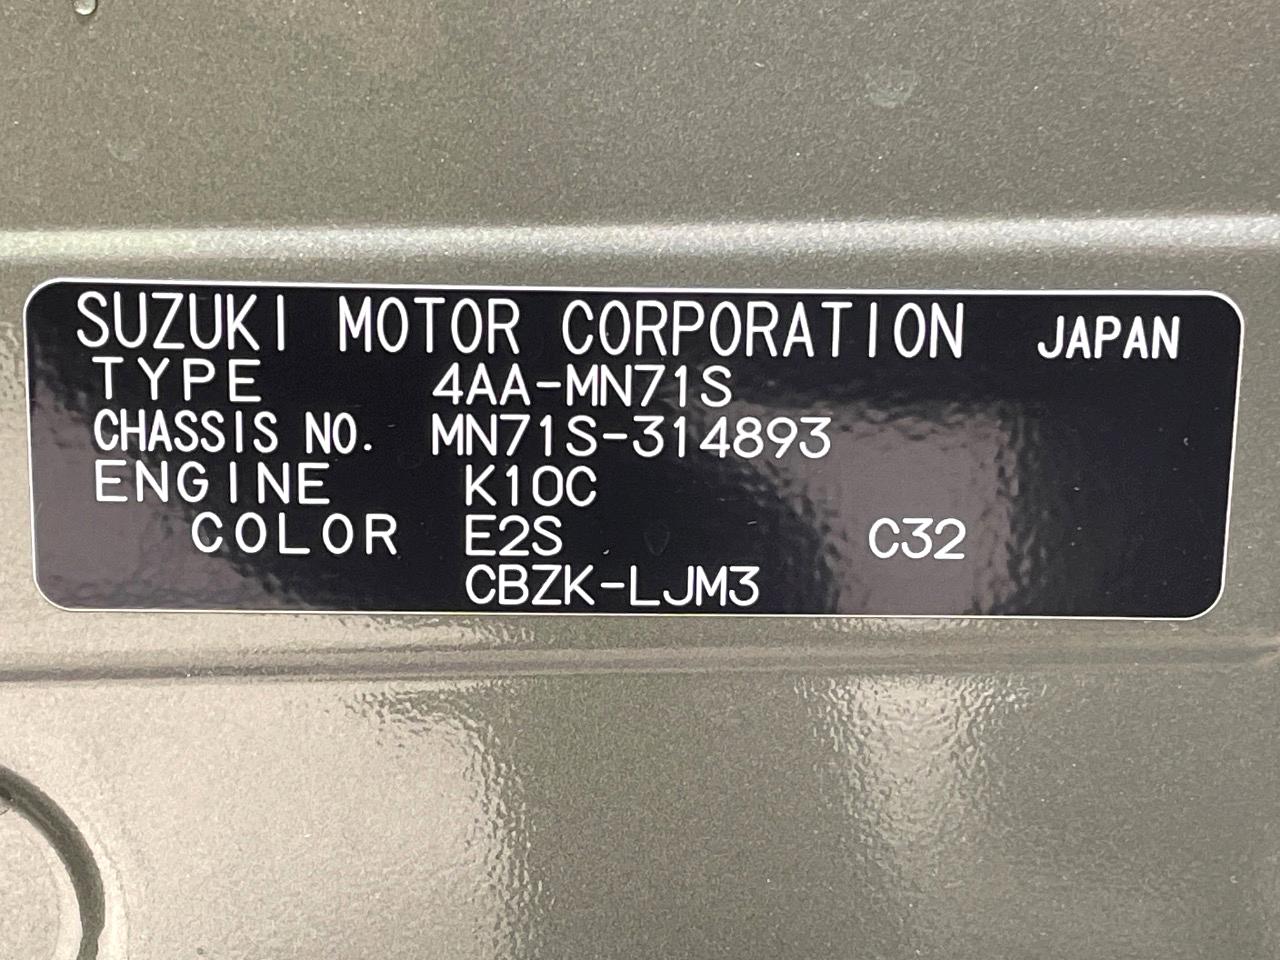 SUZUKI MOTOR CORPORATION JAPAN
TYPE 4AA-MN71S
CHASSIS NO. MN71S-314893
ENGINE K10C
COLOR E2S C32
CBZK-LJM3